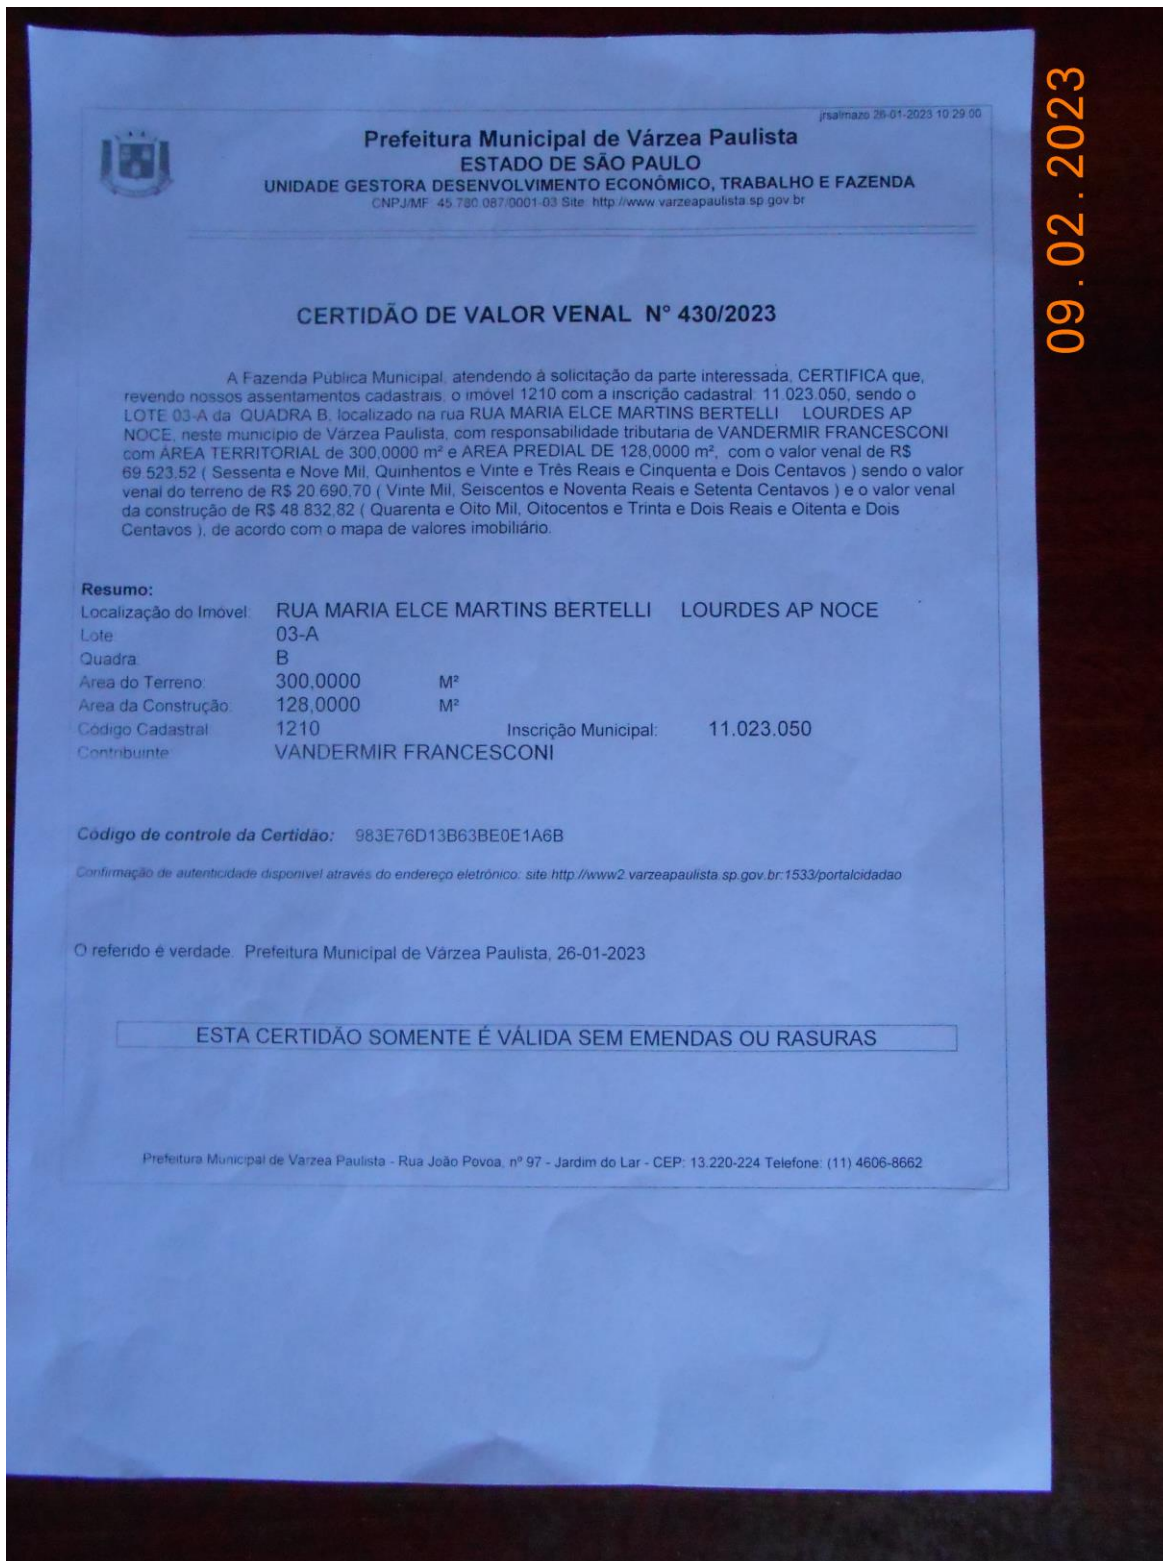 jrsalmazo 26-01-2023 10:29:00
Prefeitura Municipal de Várzea Paulista
ESTADO DE SÃO PAULO
UNIDADE GESTORA DESENVOLVIMENTO ECONÔMICO, TRABALHO E FAZENDA
CNPJ/MF 45.780.087/0001-03 Site http://www.varzeapaulista.sp.gov.br
CERTIDÃO DE VALOR VENAL N° 430/2023
A Fazenda Pública Municipal, atendendo à solicitação da parte interessada, CERTIFICA que,
revendo nossos assentamentos cadastrais, o imóvel 1210 com a inscrição cadastral: 11.023.050, sendo o
LOTE 03-A da QUADRA B, localizado na rua RUA MARIA ELCE MARTINS BERTELLI LOURDES AP
NOCE, neste município de Várzea Paulista, com responsabilidade tributaria de VANDERMIR FRANCESCONI
com ÁREA TERRITORIAL de 300,0000 m² e AREA PREDIAL DE 128,0000 m², com o valor venal de R$
69.523,52 ( Sessenta e Nove Mil, Quinhentos e Vinte e Três Reais e Cinquenta e Dois Centavos ) sendo o valor
venal do terreno de R$ 20.690,70 ( Vinte Mil, Seiscentos e Noventa Reais e Setenta Centavos ) e o valor venal
da construção de R$ 48.832,82 ( Quarenta e Oito Mil, Oitocentos e Trinta e Dois Reais e Oitenta e Dois
Centavos ), de acordo com o mapa de valores imobiliário.
Resumo:
Localização do Imóvel: RUA MARIA ELCE MARTINS BERTELLI LOURDES AP NOCE
Lote 03-A
Quadra B
Área do Terreno: 300,0000 M²
Area da Construção: 128,0000 M²
Código Cadastral 1210 Inscrição Municipal: 11.023.050
Contribuinte VANDERMIR FRANCESCONI
Código de controle da Certidão: 983E76D13B63BE0E1A6B
Confirmação de autenticidade disponível através do endereço eletrónico: site http://www2.varzeapaulista.sp.gov.br:1533/portalcidadao
O referido é verdade. Prefeitura Municipal de Várzea Paulista, 26-01-2023
ESTA CERTIDÃO SOMENTE É VÁLIDA SEM EMENDAS OU RASURAS
Prefeitura Municipal de Varzea Paulista - Rua João Povoa, nº 97 - Jardim do Lar - CEP: 13.220-224 Telefone: (11) 4606-8662
09.02.2023